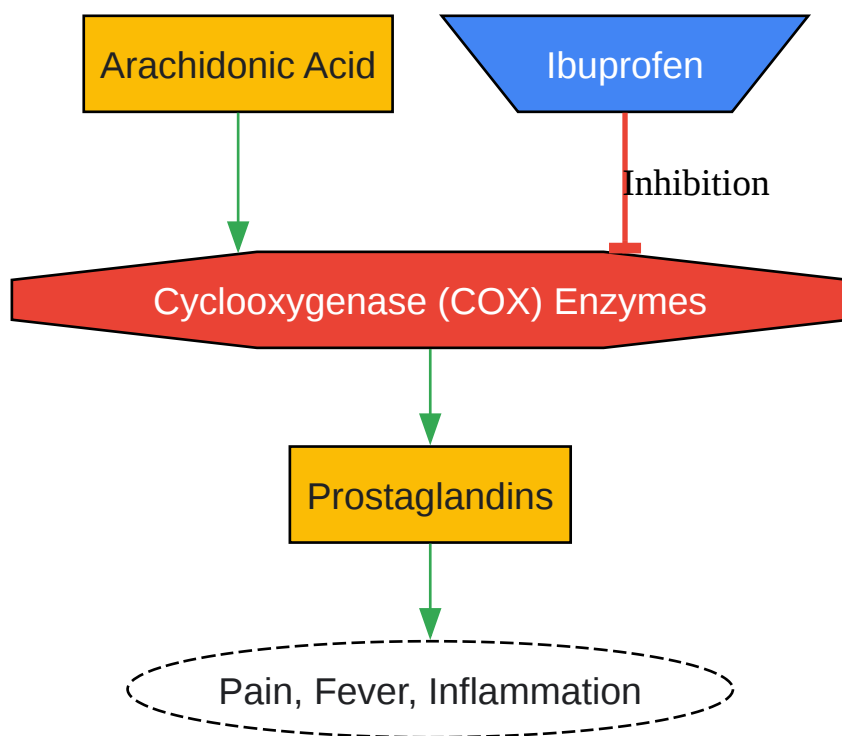 Arachidonic Acid
Ibuprofen
Inhibition
Cyclooxygenase (COX) Enzymes
Prostaglandins
Pain, Fever, Inflammation